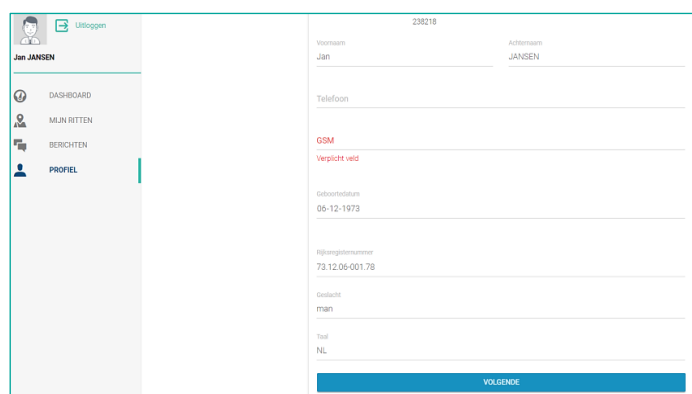 Uitloggen
Jan JANSEN
DASHBOARD
MIJN RITTEN
BERICHTEN
PROFIEL
238218
Voornaam Achternaam
Jan JANSEN
Telefoon
GSM
Verplicht veld
Geboortedatum
06-12-1973
Rijksregisternummer
73.12.06-001.78
Geslacht
man
Taal
NL
VOLGENDE